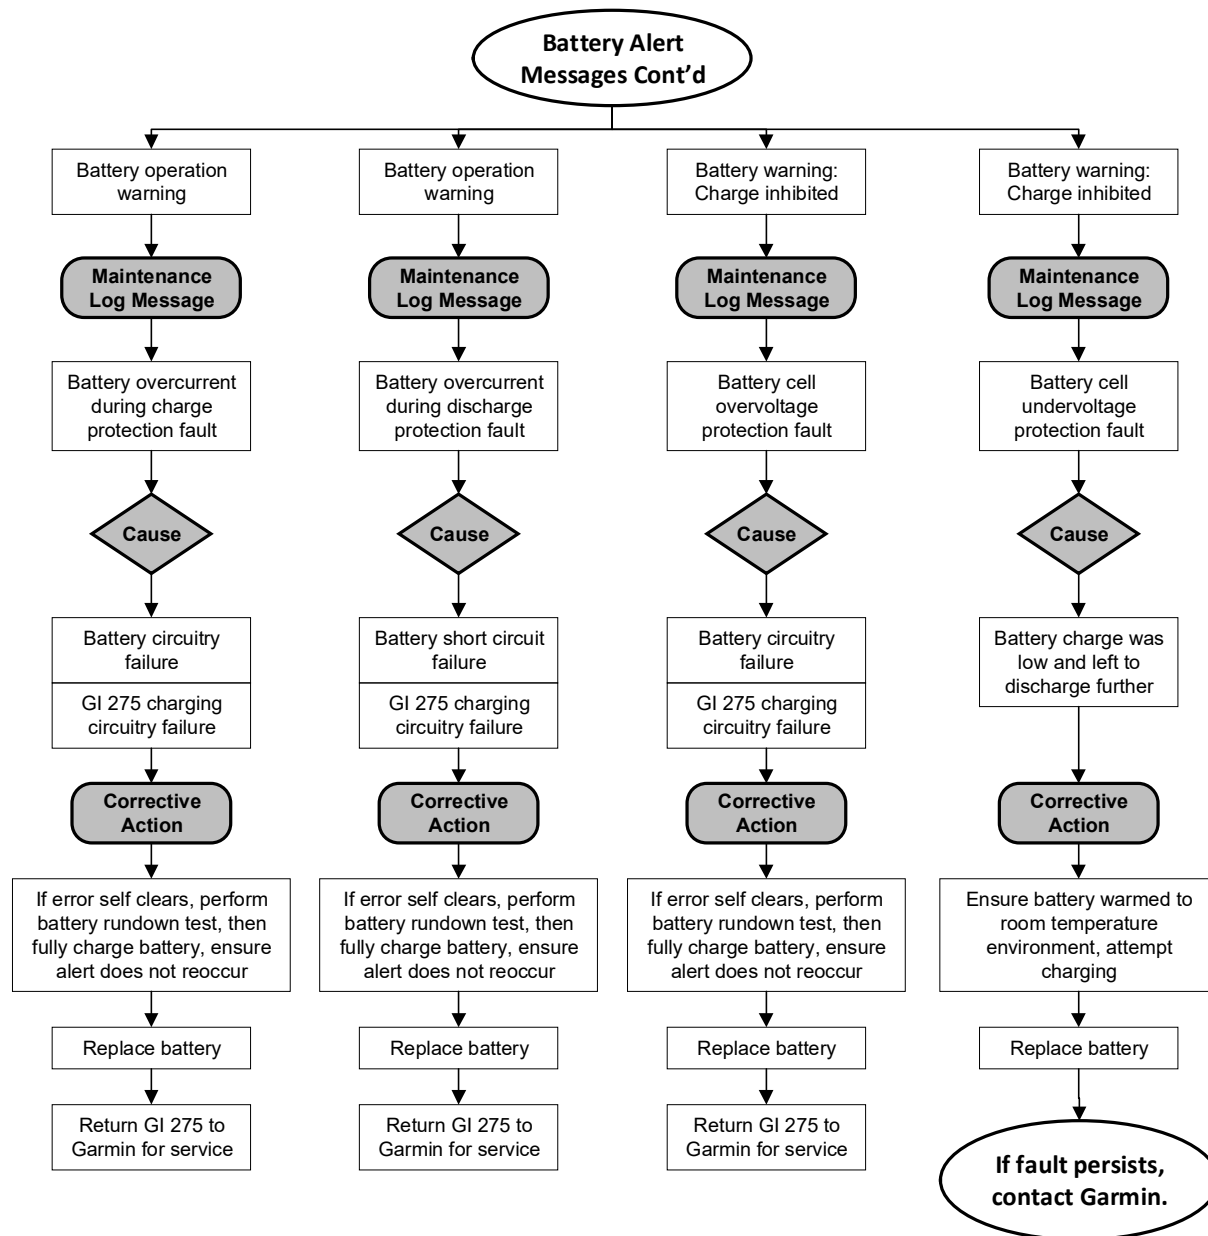 Battery Alert
Messages Cont'd
Battery operation
warning
Maintenance
Log Message
Battery overcurrent
during charge
protection fault
Cause
Battery circuitry
failure
GI 275 charging
circuitry failure
Corrective
Action
If error self clears, perform
battery rundown test, then
fully charge battery, ensure
alert does not reoccur
Replace battery
Return GI 275 to
Garmin for service
Battery operation
warning
Maintenance
Log Message
Battery overcurrent
during discharge
protection fault
Cause
Battery short circuit
failure
GI 275 charging
circuitry failure
Corrective
Action
If error self clears, perform
battery rundown test, then
fully charge battery, ensure
alert does not reoccur
Replace battery
Return GI 275 to
Garmin for service
Battery warning:
Charge inhibited
Maintenance
Log Message
Battery cell
overvoltage
protection fault
Cause
Battery circuitry
failure
GI 275 charging
circuitry failure
Corrective
Action
If error self clears, perform
battery rundown test, then
fully charge battery, ensure
alert does not reoccur
Replace battery
Return GI 275 to
Garmin for service
Battery warning:
Charge inhibited
Maintenance
Log Message
Battery cell
undervoltage
protection fault
Cause
Battery charge was
low and left to
discharge further
Corrective
Action
Ensure battery warmed to
room temperature
environment, attempt
charging
Replace battery
If fault persists,
contact Garmin.